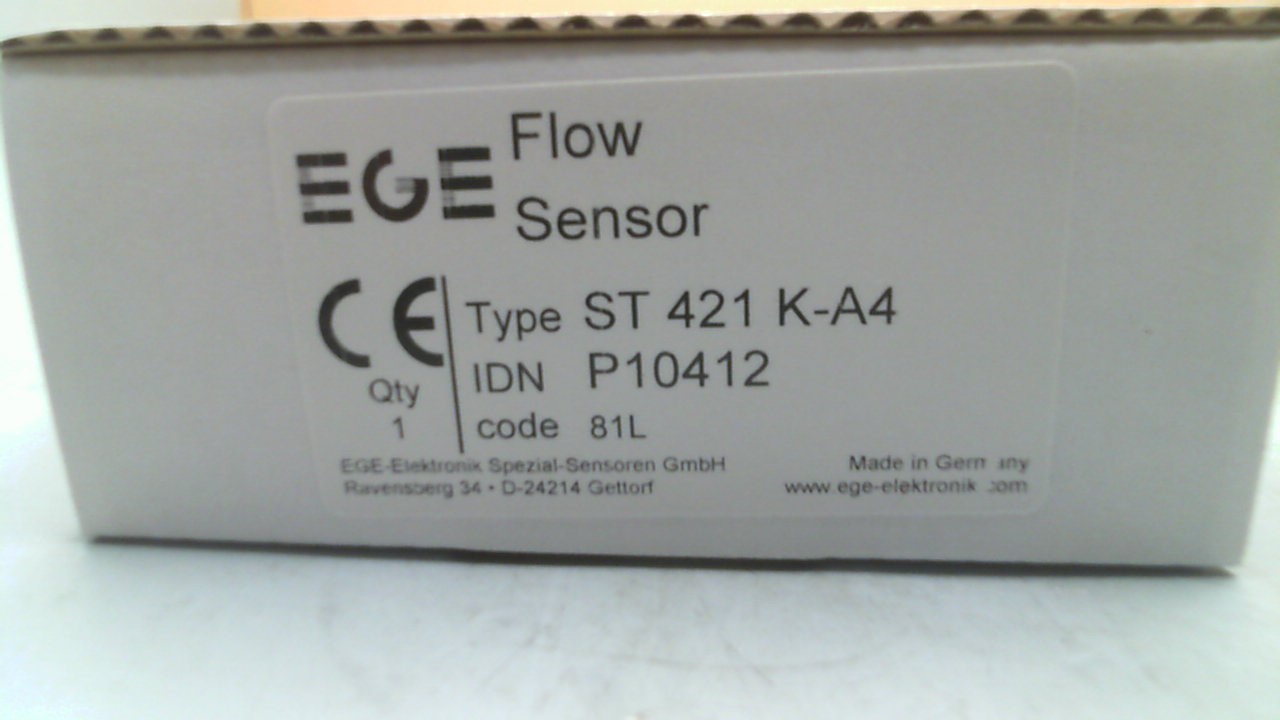 EGE Flow
Sensor
CE
Type ST 421 K-A4
IDN P10412
Qty
1
code 81L
EGE-Elektronik Spezial-Sensoren GmbH
Ravensberg 34 • D-24214 Gettorf
Made in Germany
www.ege-elektronik.com